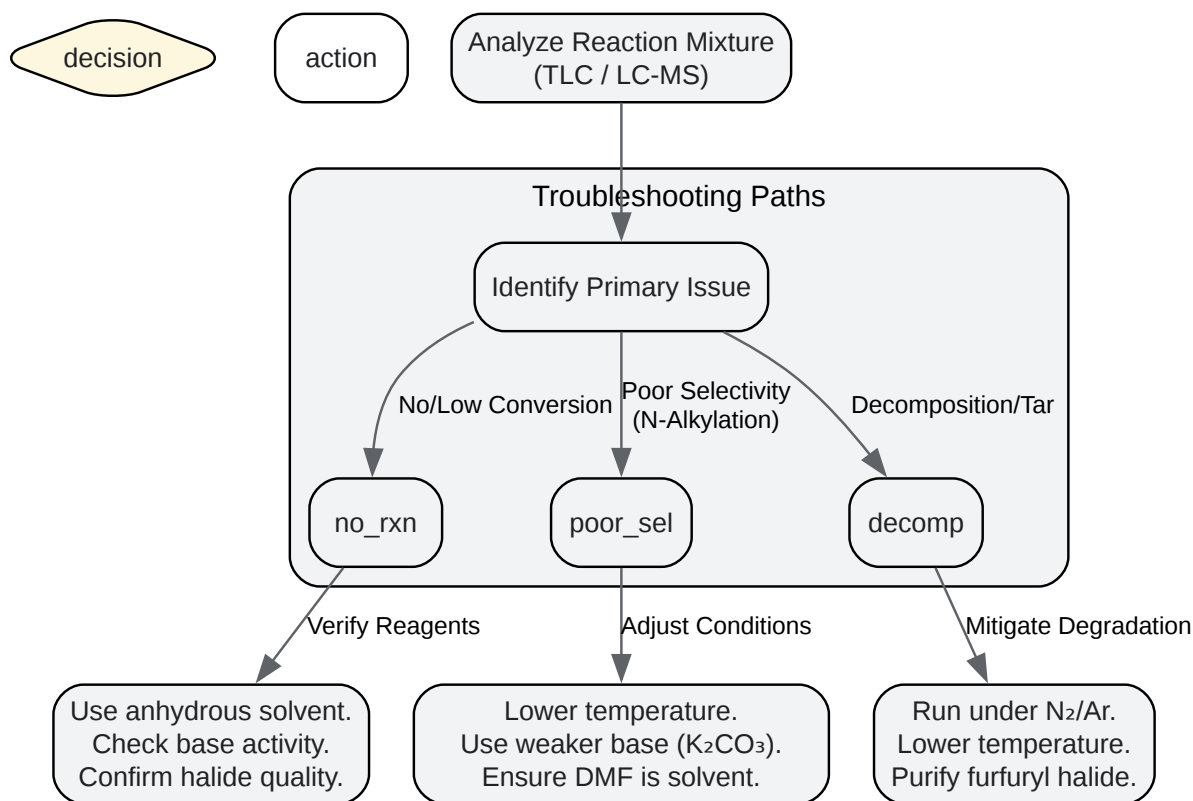 decision
action
Analyze Reaction Mixture
(TLC / LC-MS)
Troubleshooting Paths
Identify Primary Issue
No/Low Conversion
Poor Selectivity
(N-Alkylation)
Decomposition/Tar
no_rxn
poor_sel
decomp
Verify Reagents
Adjust Conditions
Mitigate Degradation
Use anhydrous solvent.
Check base activity.
Confirm halide quality.
Lower temperature.
Use weaker base (K₂CO₃).
Ensure DMF is solvent.
Run under N₂/Ar.
Lower temperature.
Purify furfuryl halide.